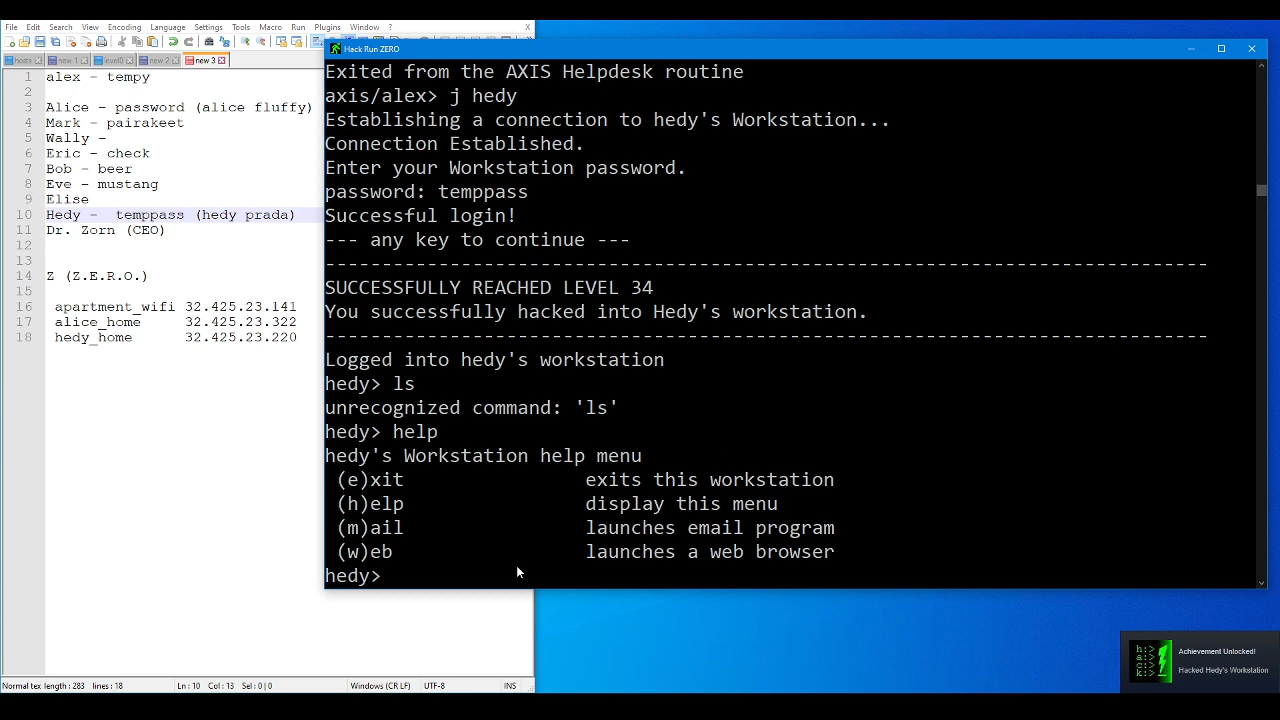 File Edit Search View Encoding Language Settings Tools Macro Run Plugins Window ? X
hosts new 1 level0 new 2 new 3
1 alex - tempy
2
3 Alice - password (alice fluffy)
4 Mark - pairakeet
5 Wally -
6 Eric - check
7 Bob - beer
8 Eve - mustang
9 Elise
10 Hedy -  temppass (hedy prada)
11 Dr. Zorn (CEO)
12
13
14 Z (Z.E.R.O.)
15
16 apartment_wifi 32.425.23.141
17 alice_home 32.425.23.322
18 hedy_home 32.425.23.220
Normal tex length : 283 lines : 18 Ln : 10 Col : 13 Sel : 0 | 0 Windows (CR LF) UTF-8 INS
Hack Run ZERO
Exited from the AXIS Helpdesk routine
axis/alex> j hedy
Establishing a connection to hedy's Workstation...
Connection Established.
Enter your Workstation password.
password: temppass
Successful login!
--- any key to continue ---
------------------------------------------------------------------------------
SUCCESSFULLY REACHED LEVEL 34
You successfully hacked into Hedy's workstation.
------------------------------------------------------------------------------
Logged into hedy's workstation
hedy> ls
unrecognized command: 'ls'
hedy> help
hedy's Workstation help menu
(e)xit exits this workstation
(h)elp display this menu
(m)ail launches email program
(w)eb launches a web browser
hedy>
h:>
a:>
c:>
k:>_
Achievement Unlocked!
Hacked Hedy's Workstation